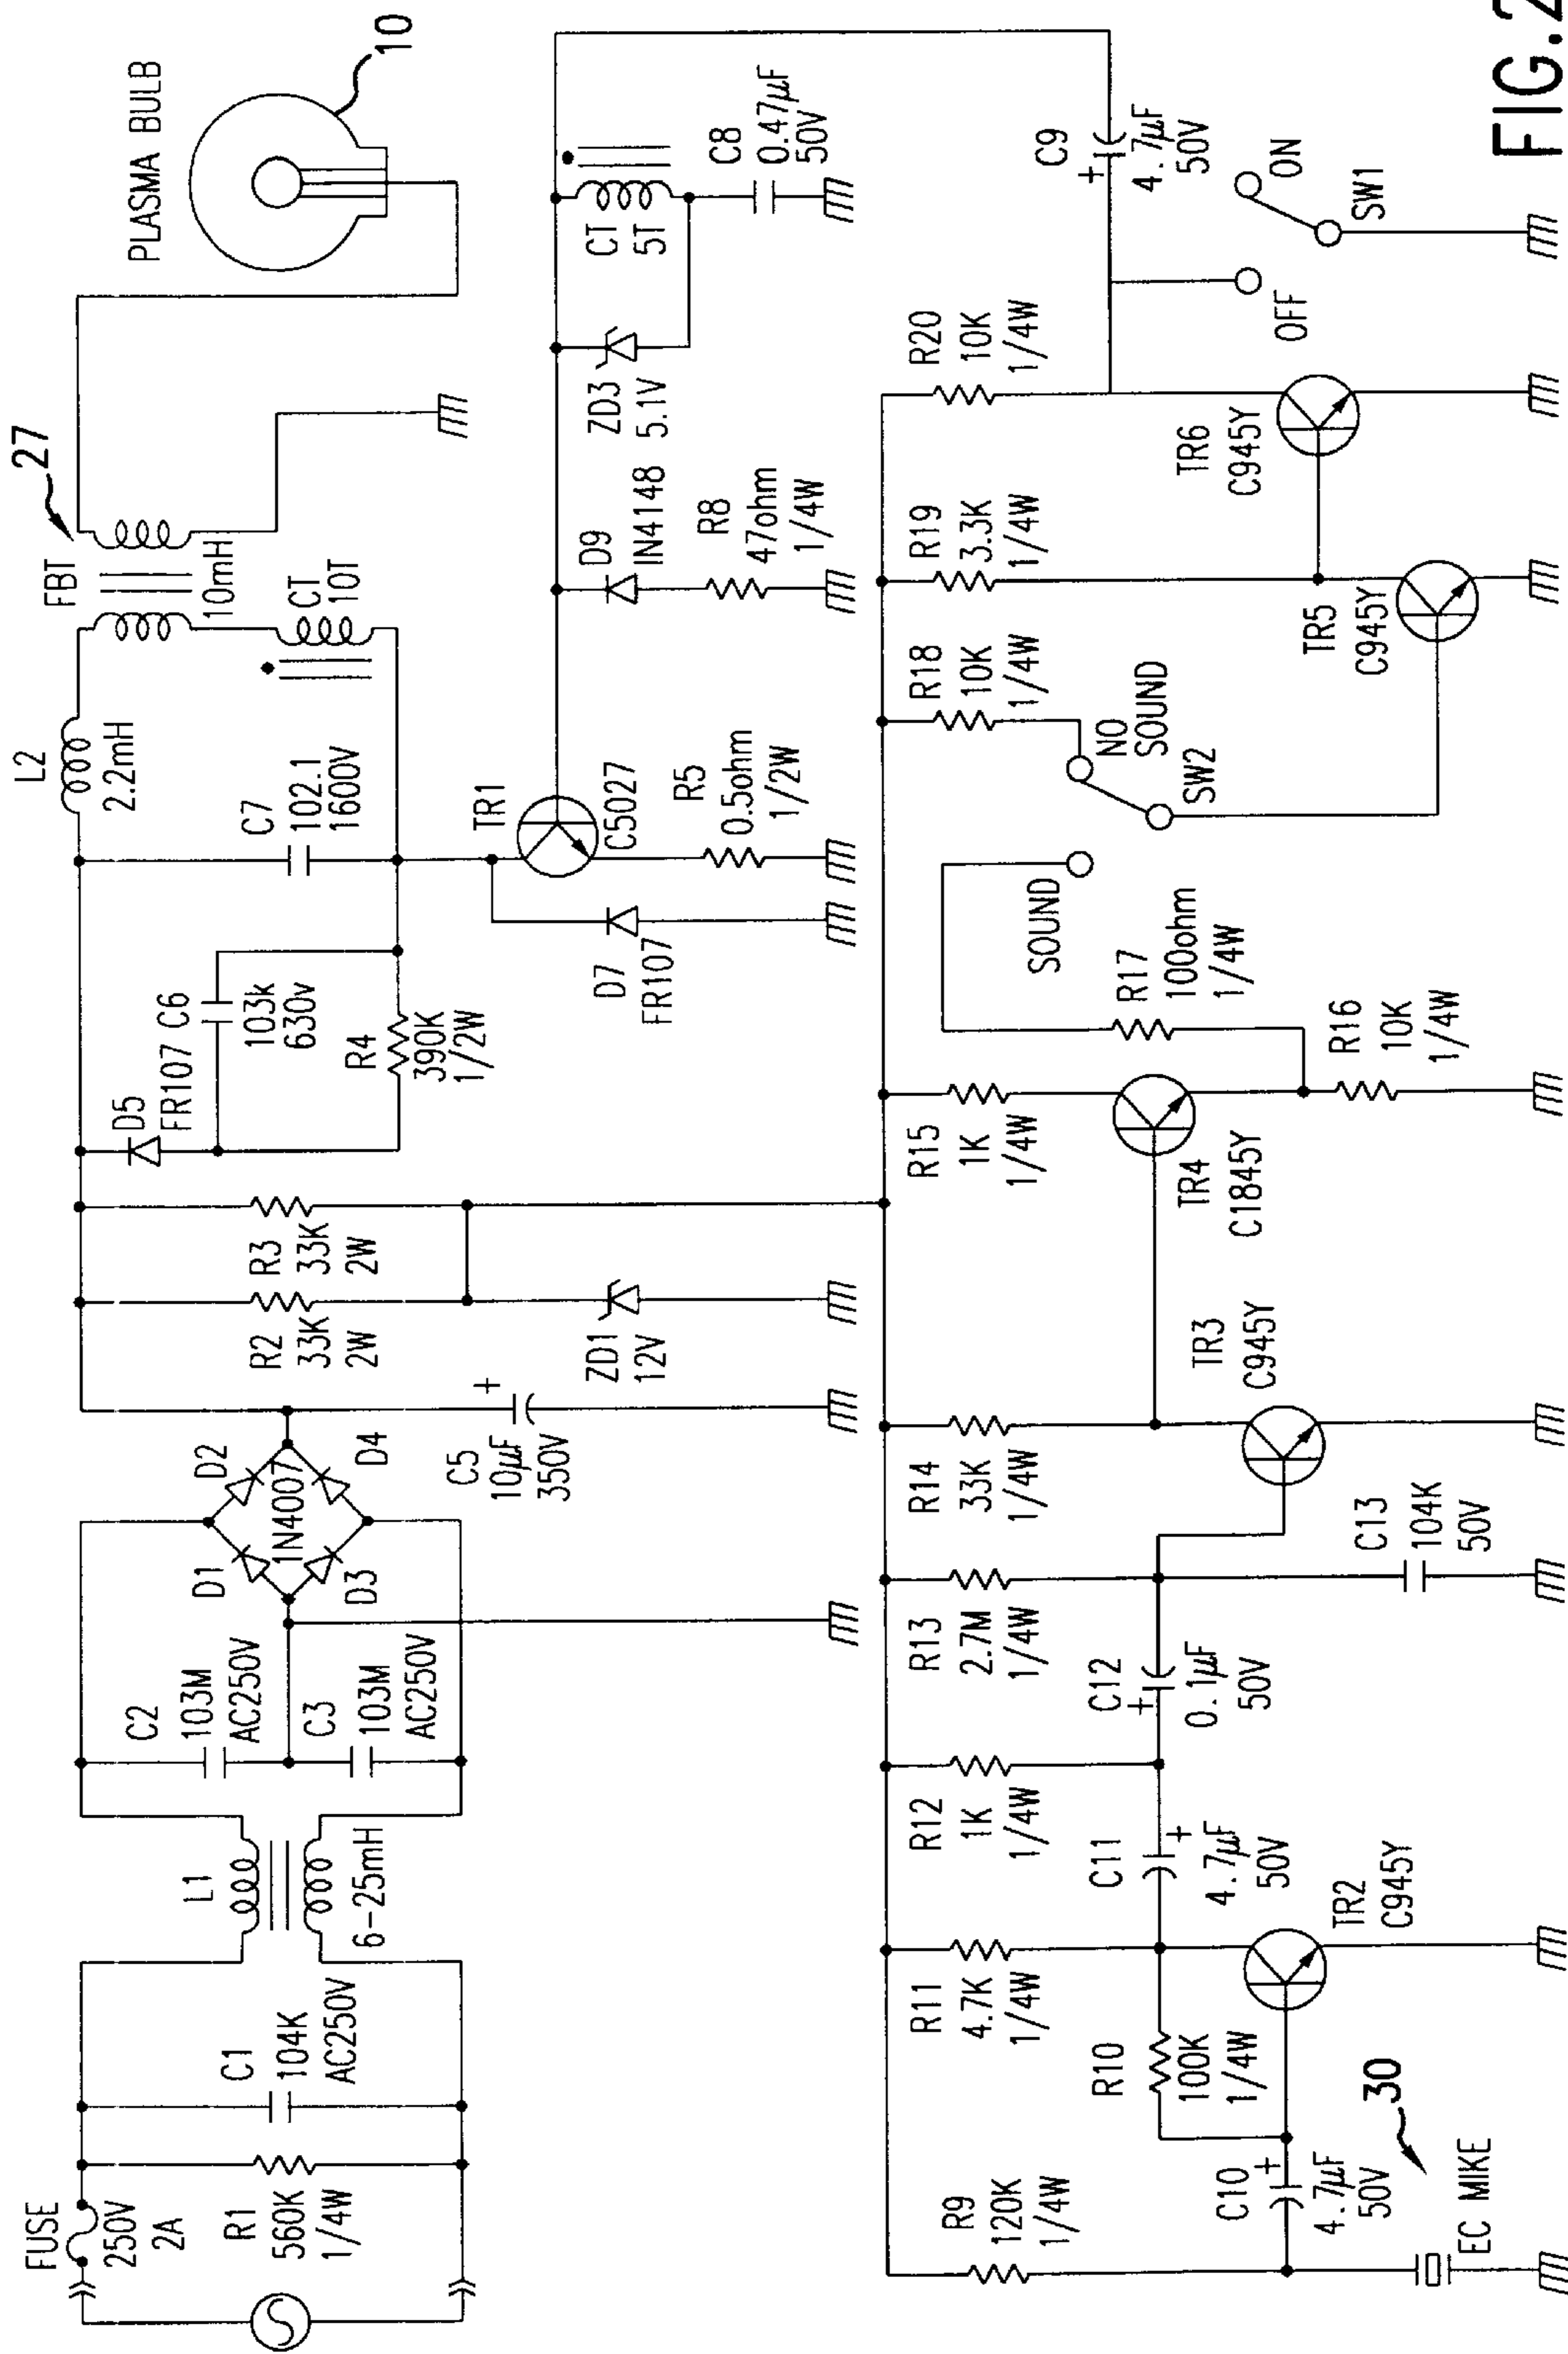 FUSE
250V
2A
R1
560K
1/4W
C1
104K
AC250V
L1
6-25mH
C2
103M
AC250V
C3
103M
AC250V
D1
D2
1N4007
D3
D4
C5
+
10μF
350V
R2
33K
2W
R3
33K
2W
ZD1
12V
D5
FR107
C6
103k
630v
R4
390K
1/2W
C7
102.1
1600V
L2
2.2mH
FBT
27
10mH
CT
10T
PLASMA BULB
10
D7
FR107
TR1
C5027
R5
0.5ohm
1/2W
D9
IN4148
R8
47ohm
1/4W
ZD3
5.1V
CT
5T
C8
0.47μF
50V
R9
120K
1/4W
C10
+
4.7μF
50V
EC MIKE
30
R10
100K
1/4W
R11
4.7K
1/4W
TR2
C945Y
C11
+
4.7μF
50V
R12
1K
1/4W
C12
+
0.1μF
50V
R13
2.7M
1/4W
C13
104K
50V
R14
33K
1/4W
TR3
C945Y
R15
1K
1/4W
TR4
C1845Y
R16
10K
1/4W
R17
100ohm
1/4W
SOUND
NO
SOUND
SW2
R18
10K
1/4W
R19
3.3K
1/4W
TR5
C945Y
TR6
C945Y
R20
10K
1/4W
C9
+
4.7μF
50V
OFF
ON
SW1
FIG.2